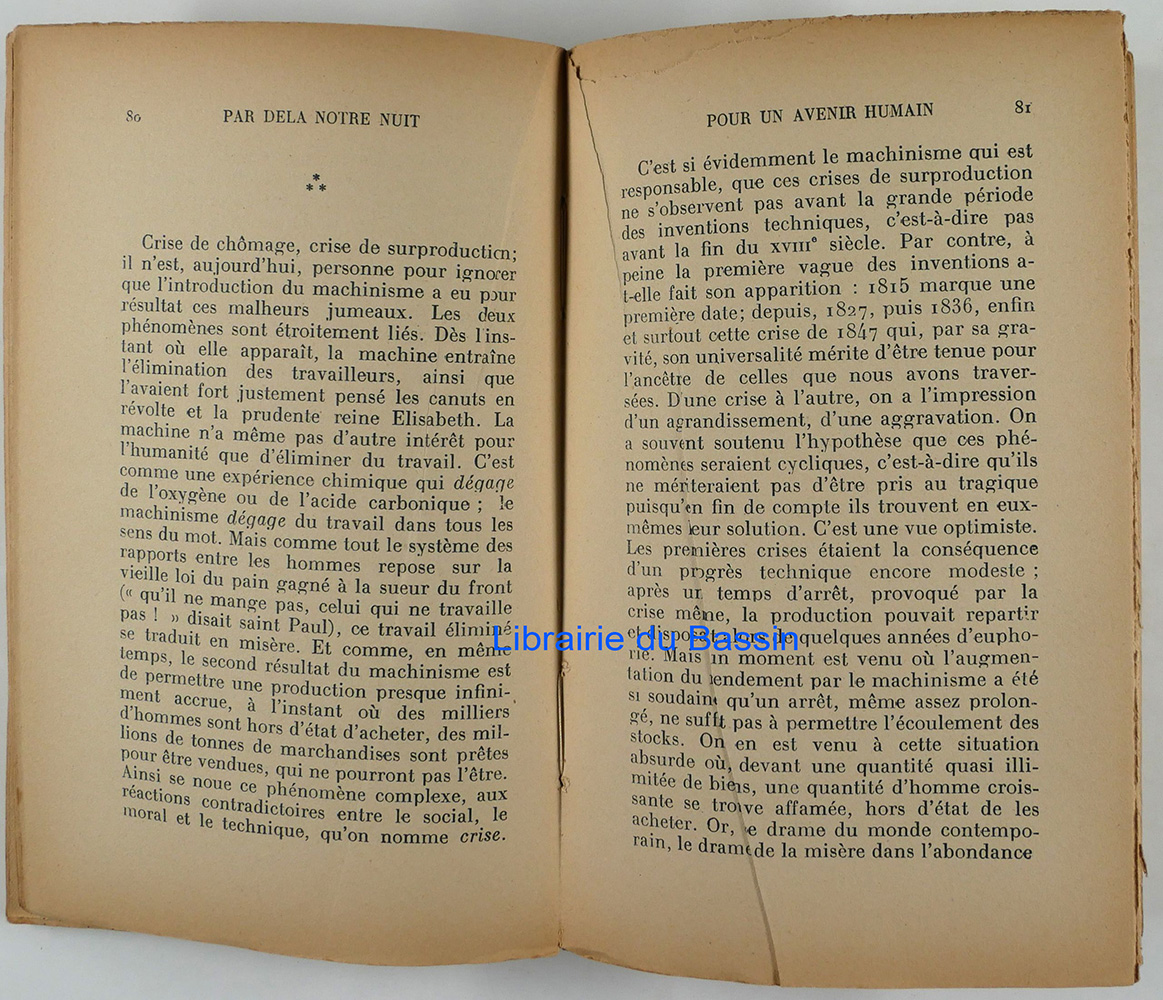 80 PAR DELA NOTRE NUIT
*
* *
Crise de chômage, crise de surproduction;
il n'est, aujourd'hui, personne pour ignorer
que l'introduction du machinisme a eu pour
résultat ces malheurs jumeaux. Les deux
phénomènes sont étroitement liés. Dès l'ins-
tant où elle apparaît, la machine entraîne
l'élimination des travailleurs, ainsi que
l'avaient fort justement pensé les canuts en
révolte et la prudente reine Elisabeth. La
machine n'a même pas d'autre intérêt pour
l'humanité que d'éliminer du travail. C'est
comme une expérience chimique qui dégage
de l'oxygène ou de l'acide carbonique ; le
machinisme dégage du travail dans tous les
sens du mot. Mais comme tout le système des
rapports entre les hommes repose sur la
vieille loi du pain gagné à la sueur du front
(« qu'il ne mange pas, celui qui ne travaille
pas ! » disait saint Paul), ce travail éliminé
se traduit en misère. Et comme, en même
temps, le second résultat du machinisme est
de permettre une production presque infini-
ment accrue, à l'instant où des milliers
d'hommes sont hors d'état d'acheter, des mil-
lions de tonnes de marchandises sont prêtes
pour être vendues, qui ne pourront pas l'être.
Ainsi se noue ce phénomène complexe, aux
réactions contradictoires entre le social, le
moral et le technique, qu'on nomme crise.
POUR UN AVENIR HUMAIN 81
C'est si évidemment le machinisme qui est
responsable, que ces crises de surproduction
ne s'observent pas avant la grande période
des inventions techniques, c'est-à-dire pas
avant la fin du XVIIIe siècle. Par contre, à
peine la première vague des inventions a-
t-elle fait son apparition : 1815 marque une
première date; depuis, 1827, puis 1836, enfin
et surtout cette crise de 1847 qui, par sa gra-
vité, son universalité mérite d'être tenue pour
l'ancêtre de celles que nous avons traver-
sées. D'une crise à l'autre, on a l'impression
d'un agrandissement, d'une aggravation. On
a souvent soutenu l'hypothèse que ces phé-
nomènes seraient cycliques, c'est-à-dire qu'ils
ne mériteraient pas d'être pris au tragique
puisqu'en fin de compte ils trouvent en eux-
mêmes leur solution. C'est une vue optimiste.
Les premières crises étaient la conséquence
d'un progrès technique encore modeste ;
après un temps d'arrêt, provoqué par la
crise même, la production pouvait repartir
et disposait alors de quelques années d'eupho-
rie. Mais un moment est venu où l'augmen-
tation du rendement par le machinisme a été
si soudaine qu'un arrêt, même assez prolon-
gé, ne suffit pas à permettre l'écoulement des
stocks. On en est venu à cette situation
absurde où, devant une quantité quasi illi-
mitée de biens, une quantité d'homme crois-
sante se trouve affamée, hors d'état de les
acheter. Or, ce drame du monde contempo-
rain, le drame de la misère dans l'abondance
Librairie du Bassin